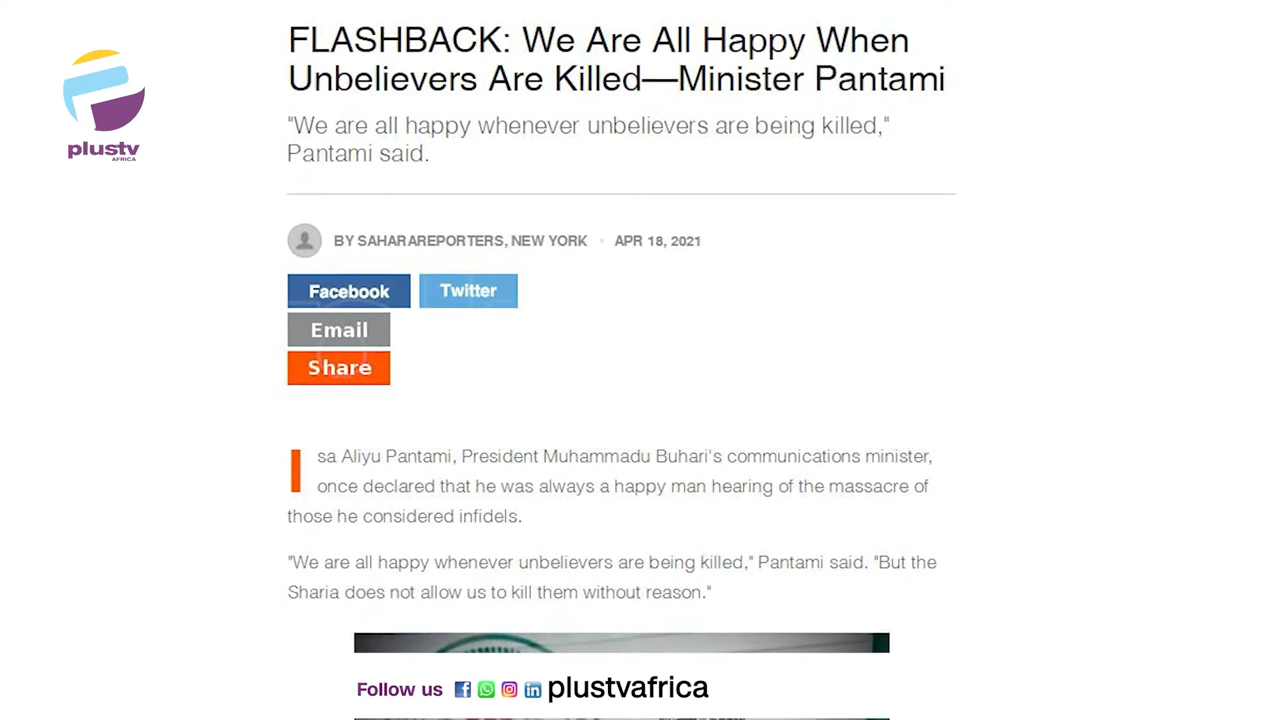 plustv
AFRICA
FLASHBACK: We Are All Happy When
Unbelievers Are Killed—Minister Pantami
"We are all happy whenever unbelievers are being killed,"
Pantami said.
BY SAHARAREPORTERS, NEW YORK • APR 18, 2021
Facebook Twitter
Email
Share
Isa Aliyu Pantami, President Muhammadu Buhari's communications minister,
once declared that he was always a happy man hearing of the massacre of
those he considered infidels.
"We are all happy whenever unbelievers are being killed," Pantami said. "But the
Sharia does not allow us to kill them without reason."
Follow us plustvafrica